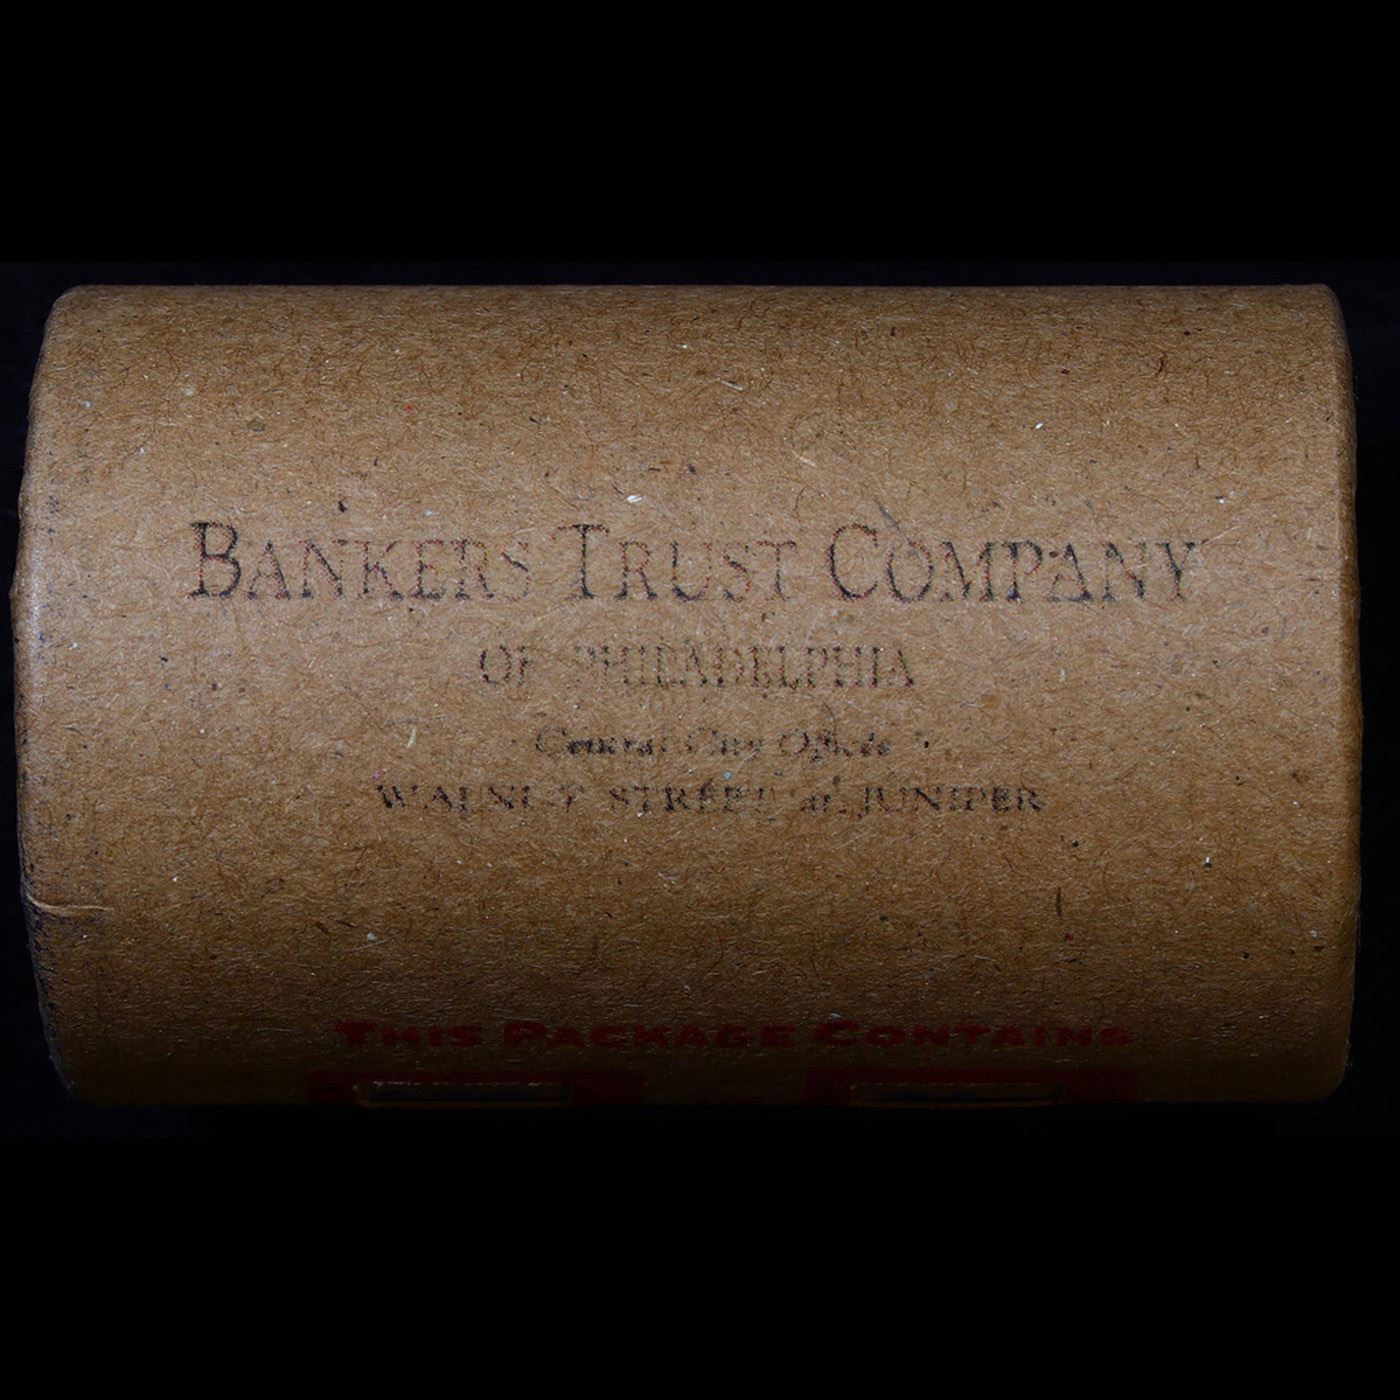 BANKERS TRUST COMPANY
OF PHILADELPHIA
Central City Office
WALNUT STREET at JUNIPER
THIS PACKAGE CONTAINS